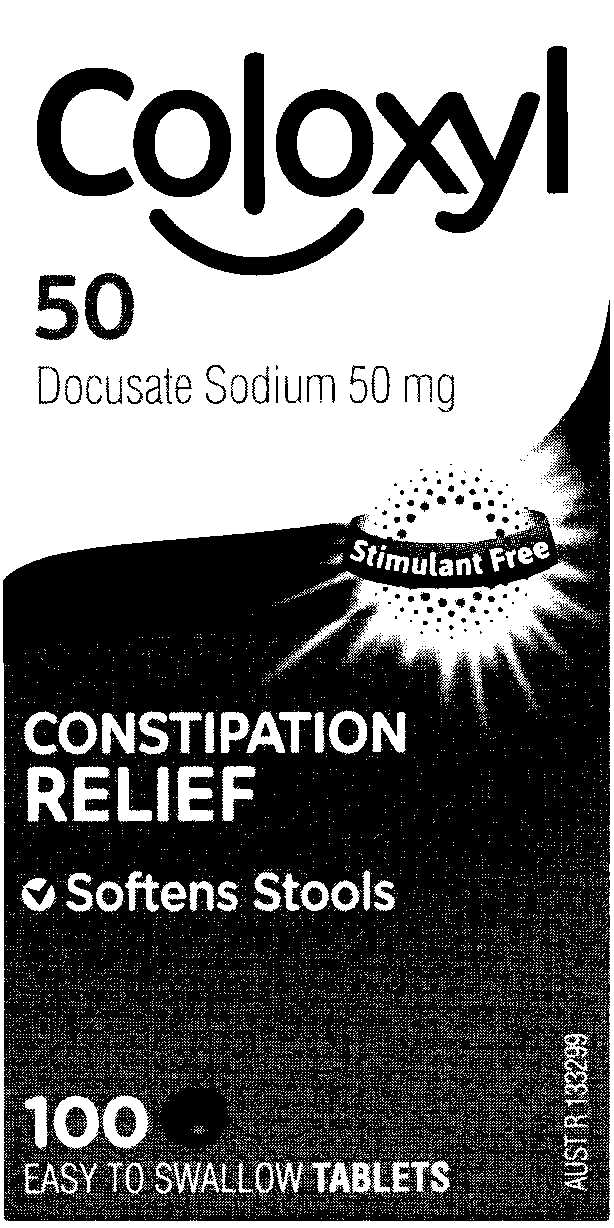 Coloxyl
50
Docusate Sodium 50 mg
Stimulant Free
CONSTIPATION
RELIEF
Softens Stools
100
EASY TO SWALLOW TABLETS
AUST R 133299